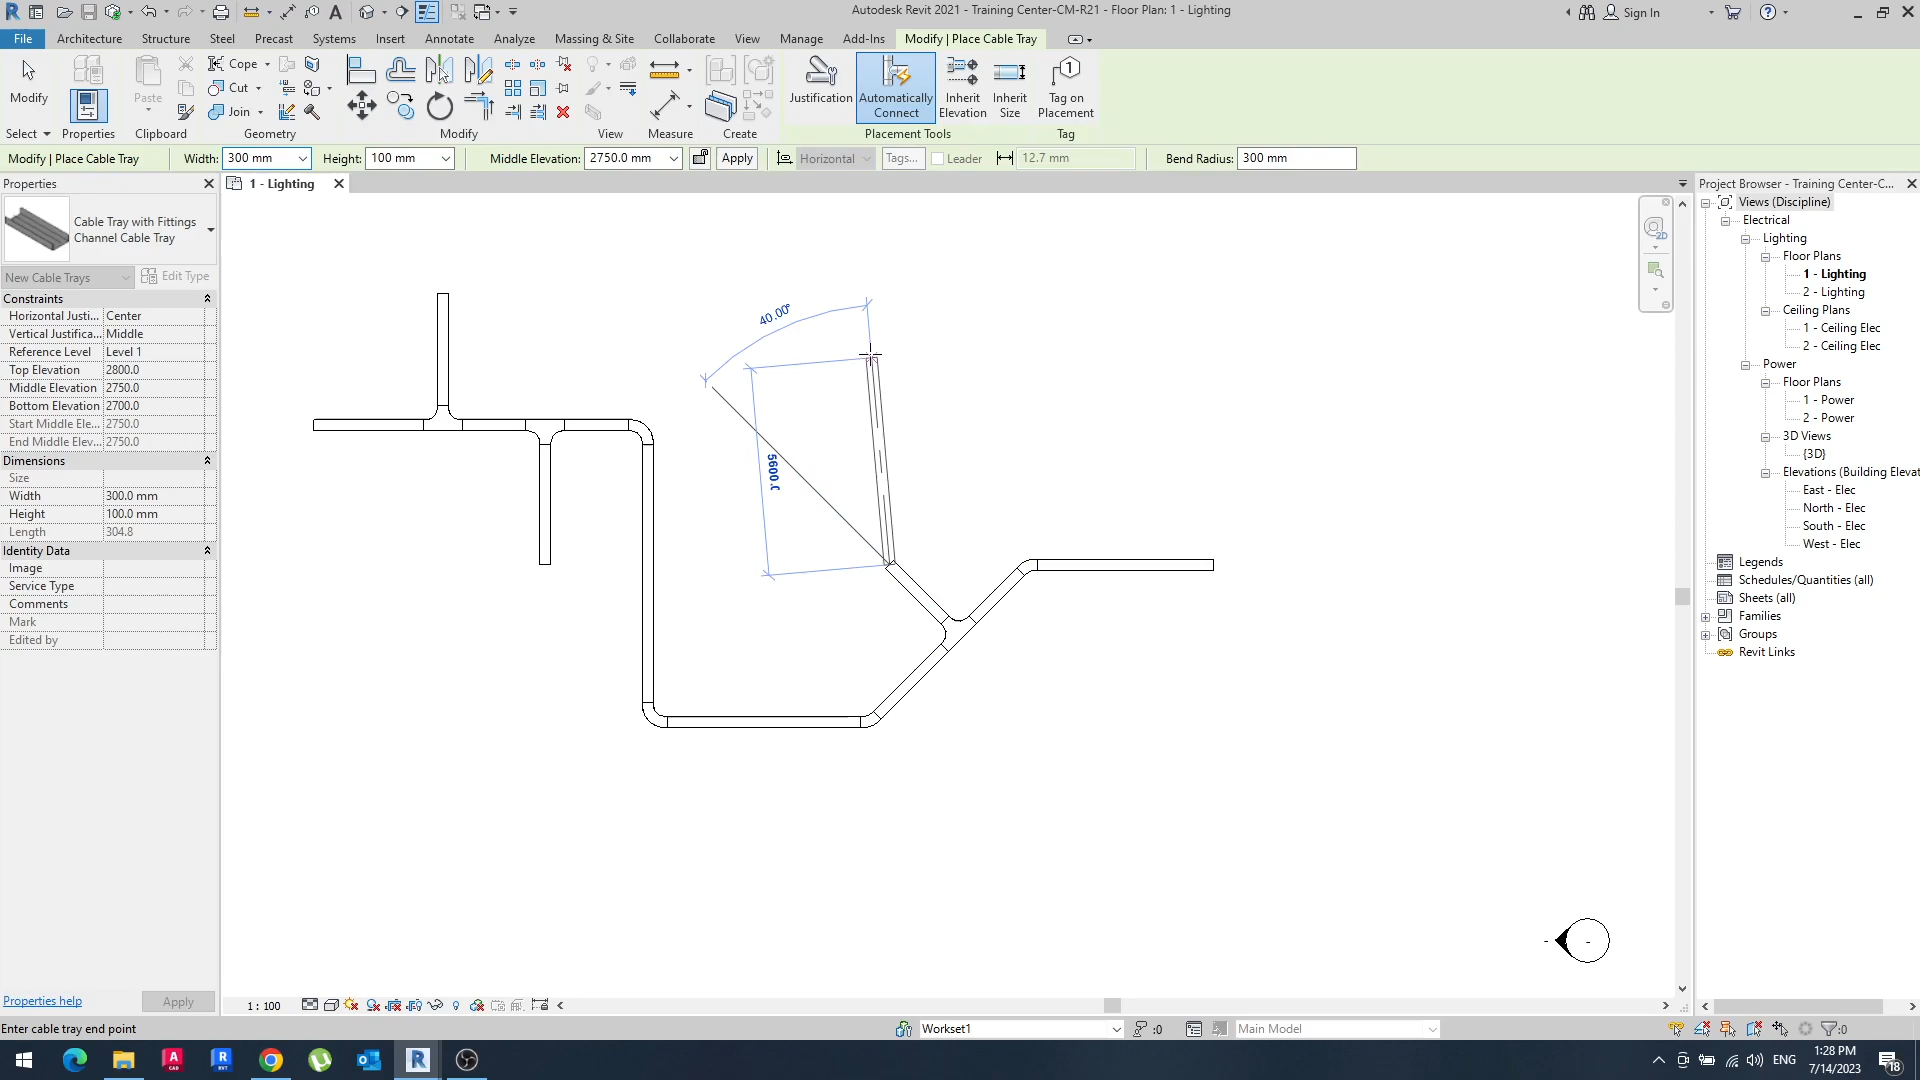 Autodesk Revit 2021 - Training Center-CM-R21 - Floor Plan: 1 - Lighting
Sign In
File Architecture Structure Steel Precast Systems Insert Annotate Analyze Massing & Site Collaborate View Manage Add-Ins Modify | Place Cable Tray
Modify
Paste
Cope
Cut
Join
Justification
Automatically
Connect
Inherit
Elevation
Inherit
Size
Tag on
Placement
Select Properties Clipboard Geometry Modify View Measure Create Placement Tools Tag
Modify | Place Cable Tray Width: 300 mm Height: 100 mm Middle Elevation: 2750.0 mm Apply Horizontal Tags... Leader 12.7 mm Bend Radius: 300 mm
Properties
Cable Tray with Fittings
Channel Cable Tray
New Cable Trays Edit Type
Constraints
Horizontal Justi... Center
Vertical Justifica... Middle
Reference Level Level 1
Top Elevation 2800.0
Middle Elevation 2750.0
Bottom Elevation 2700.0
Start Middle Ele... 2750.0
End Middle Elev... 2750.0
Dimensions
Size
Width 300.0 mm
Height 100.0 mm
Length 304.8
Identity Data
Image
Service Type
Comments
Mark
Edited by
Properties help Apply
1 - Lighting
40.00°
5600.0
2D
-
-
Project Browser - Training Center-C...
Views (Discipline)
Electrical
Lighting
Floor Plans
1 - Lighting
2 - Lighting
Ceiling Plans
1 - Ceiling Elec
2 - Ceiling Elec
Power
Floor Plans
1 - Power
2 - Power
3D Views
{3D}
Elevations (Building Elevat
East - Elec
North - Elec
South - Elec
West - Elec
Legends
Schedules/Quantities (all)
Sheets (all)
Families
Groups
Revit Links
1 : 100
Enter cable tray end point
Workset1
:0
Main Model
:0
ENG
1:28 PM
7/14/2023
18